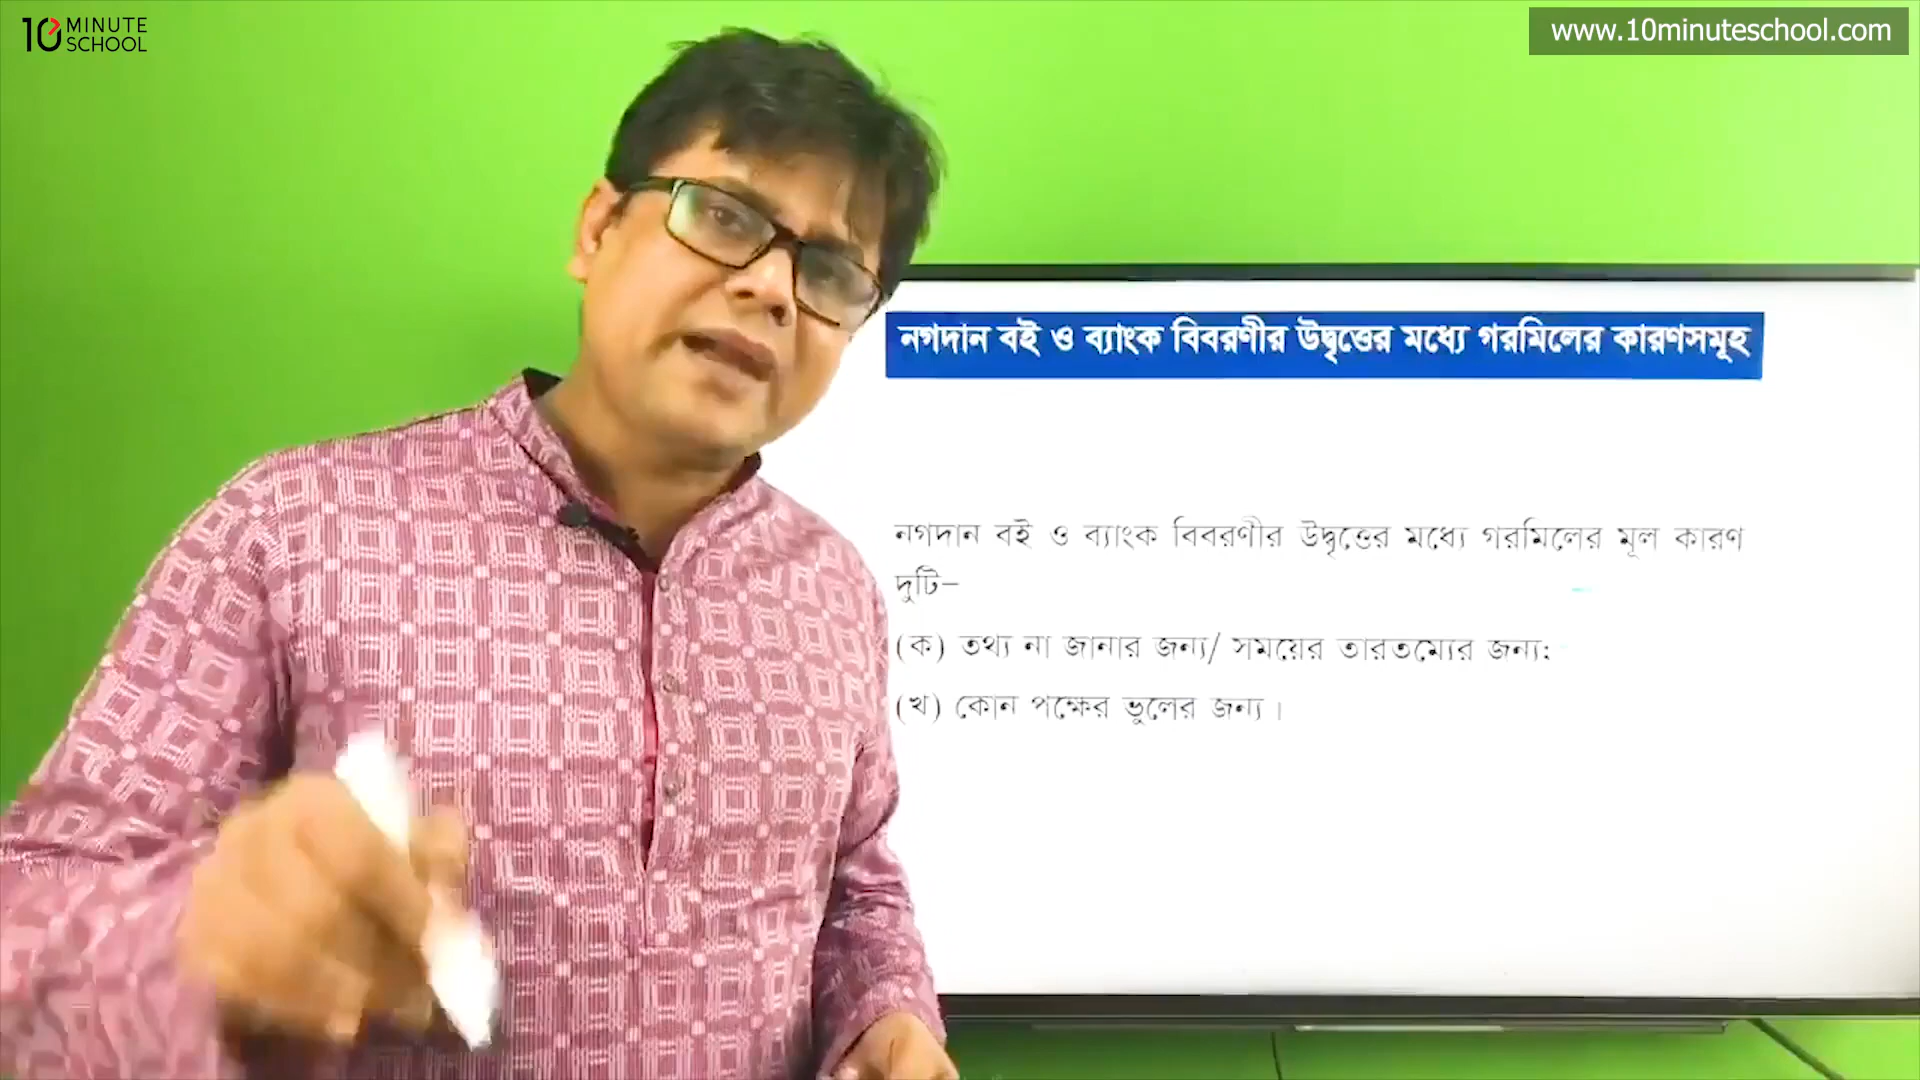 10 MINUTE
SCHOOL
www.10minuteschool.com
নগদান বই ও ব্যাংক বিবরণীর উদ্বৃত্তের মধ্যে গরমিলের কারণসমূহ
নগদান বই ও ব্যাংক বিবরণীর উদ্বৃত্তের মধ্যে গরমিলের মূল কারণ
দুটি–
(ক) তথ্য না জানার জন্য/ সময়ের তারতম্যের জন্য:
(খ) কোন পক্ষের ভুলের জন্য।